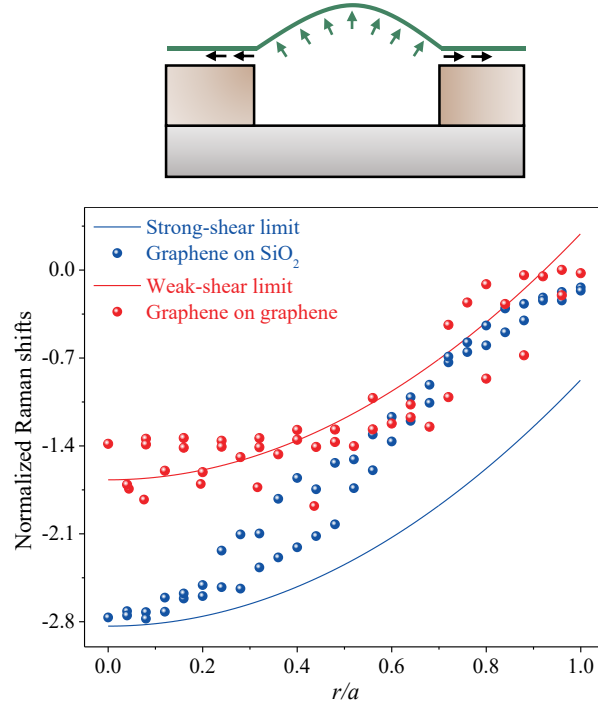 Strong-shear limit
Graphene on SiO₂
Weak-shear limit
Graphene on graphene
Normalized Raman shifts
0.0
-0.7
-1.4
-2.1
-2.8
0.0 0.2 0.4 0.6 0.8 1.0
r/a